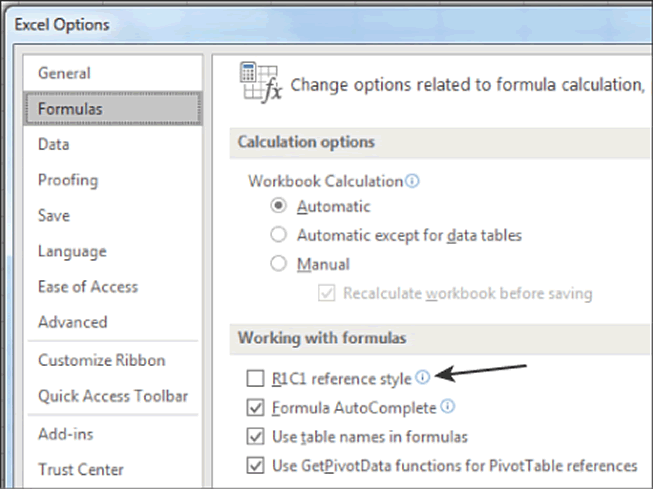 Excel Options
General
Formulas
Data
Proofing
Save
Language
Ease of Access
Advanced
Customize Ribbon
Quick Access Toolbar
Add-ins
Trust Center
fx Change options related to formula calculation,
Calculation options
Workbook Calculation
Automatic
Automatic except for data tables
Manual
Recalculate workbook before saving
Working with formulas
R1C1 reference style
Formula AutoComplete
Use table names in formulas
Use GetPivotData functions for PivotTable references